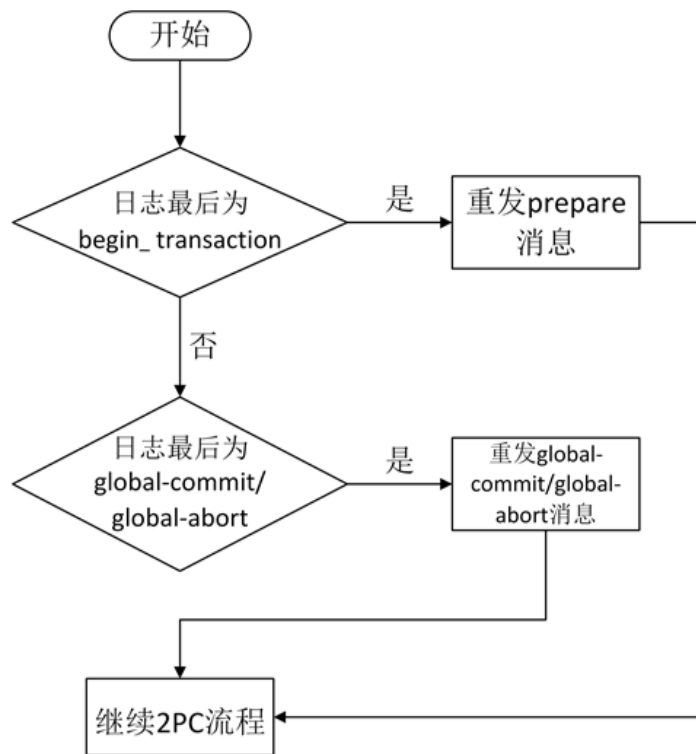 开始
日志最后为
begin_ transaction
是
重发prepare
消息
否
日志最后为
global-commit/
global-abort
是
重发global-
commit/global-
abort消息
继续2PC流程